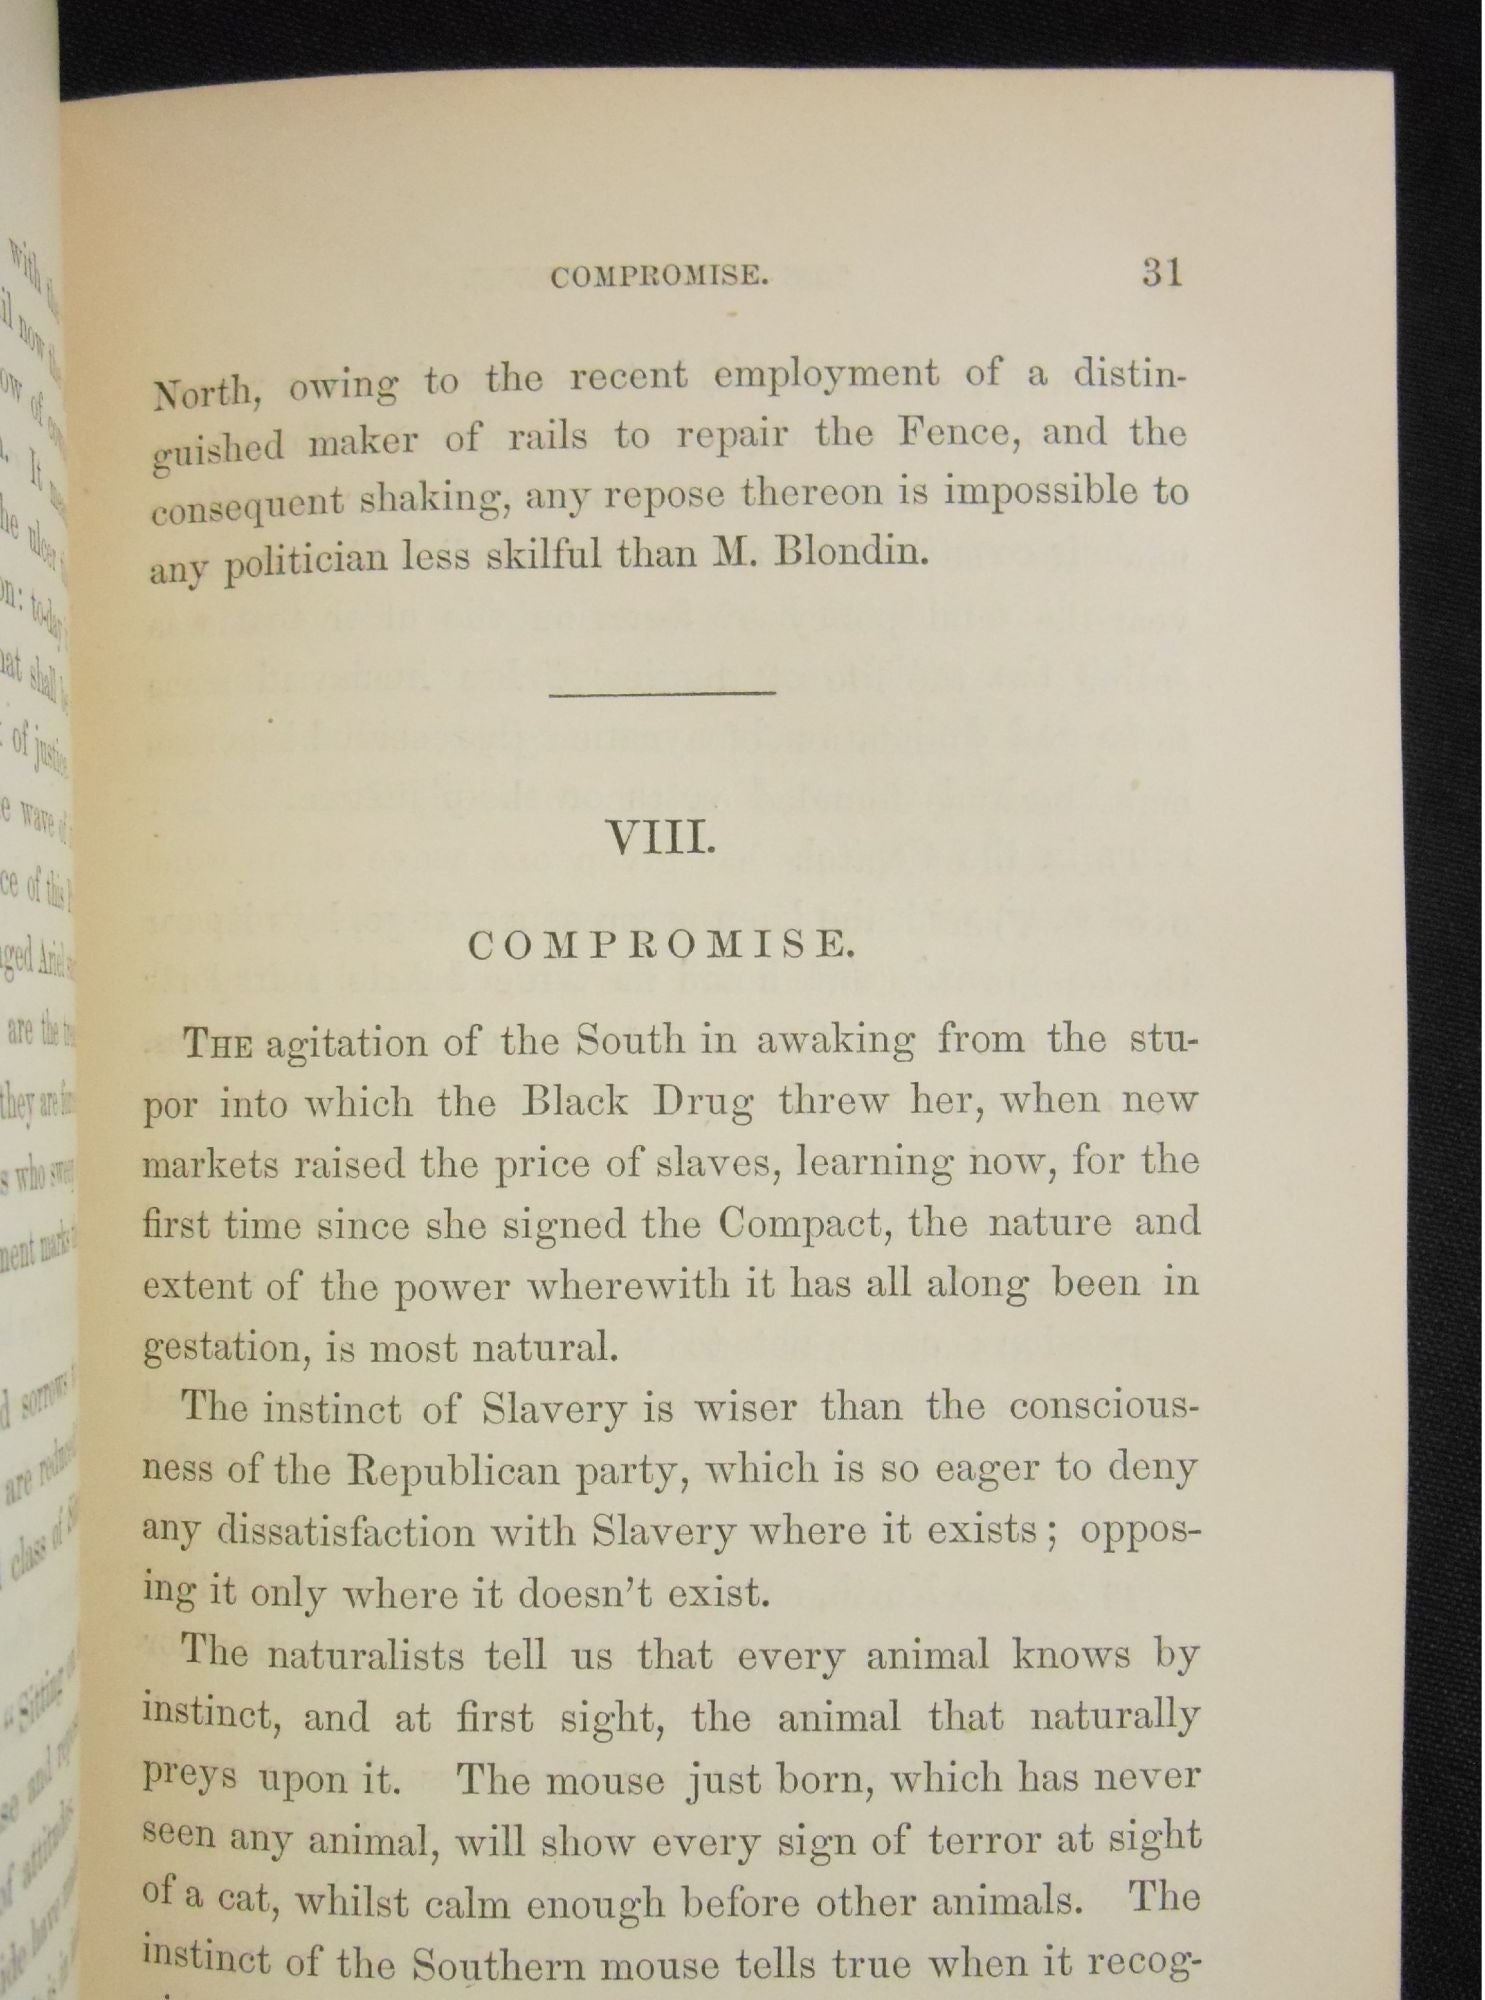 COMPROMISE. 31
North, owing to the recent employment of a distin-
guished maker of rails to repair the Fence, and the
consequent shaking, any repose thereon is impossible to
any politician less skilful than M. Blondin.
VIII.
COMPROMISE.
THE agitation of the South in awaking from the stu-
por into which the Black Drug threw her, when new
markets raised the price of slaves, learning now, for the
first time since she signed the Compact, the nature and
extent of the power wherewith it has all along been in
gestation, is most natural.
The instinct of Slavery is wiser than the conscious-
ness of the Republican party, which is so eager to deny
any dissatisfaction with Slavery where it exists; oppos-
ing it only where it doesn't exist.
The naturalists tell us that every animal knows by
instinct, and at first sight, the animal that naturally
preys upon it. The mouse just born, which has never
seen any animal, will show every sign of terror at sight
of a cat, whilst calm enough before other animals. The
instinct of the Southern mouse tells true when it recog-